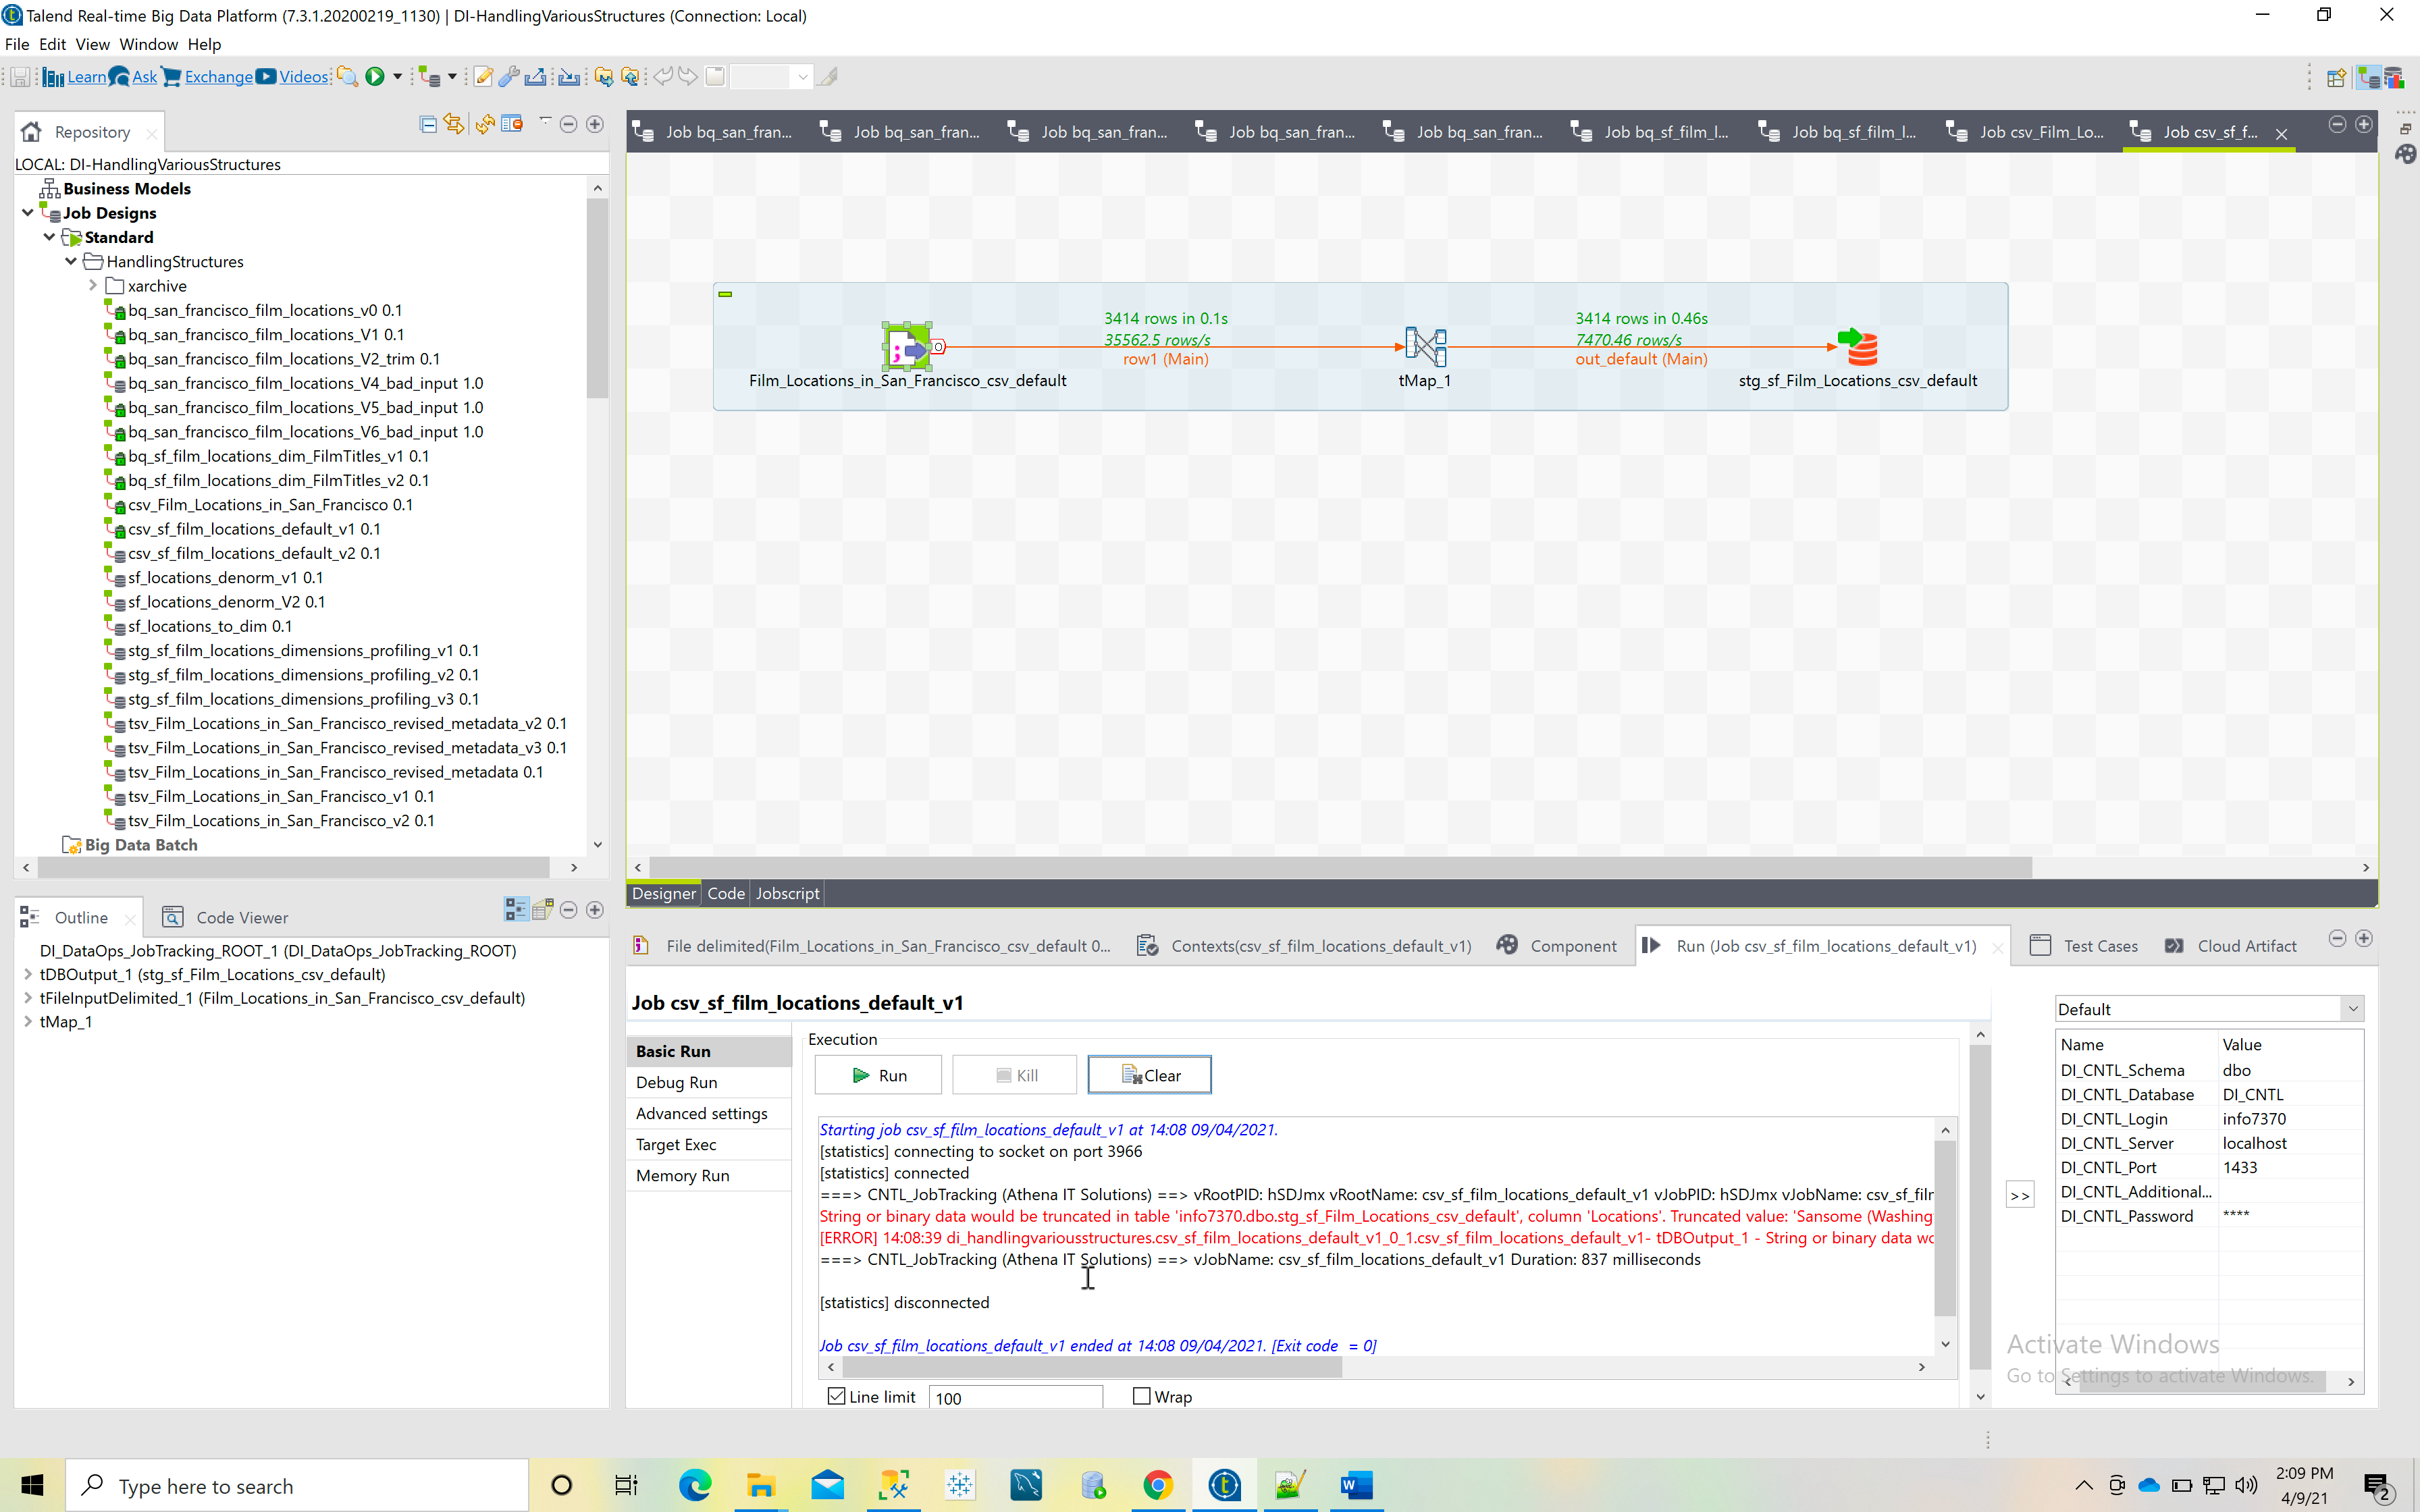 Talend Real-time Big Data Platform (7.3.1.20200219_1130) | DI-HandlingVariousStructures (Connection: Local)
File Edit View Window Help
Learn Ask Exchange Videos
Repository
LOCAL: DI-HandlingVariousStructures
Business Models
Job Designs
Standard
HandlingStructures
xarchive
bq_san_francisco_film_locations_v0 0.1
bq_san_francisco_film_locations_V1 0.1
bq_san_francisco_film_locations_V2_trim 0.1
bq_san_francisco_film_locations_V4_bad_input 1.0
bq_san_francisco_film_locations_V5_bad_input 1.0
bq_san_francisco_film_locations_V6_bad_input 1.0
bq_sf_film_locations_dim_FilmTitles_v1 0.1
bq_sf_film_locations_dim_FilmTitles_v2 0.1
csv_Film_Locations_in_San_Francisco 0.1
csv_sf_film_locations_default_v1 0.1
csv_sf_film_locations_default_v2 0.1
sf_locations_denorm_v1 0.1
sf_locations_denorm_V2 0.1
sf_locations_to_dim 0.1
stg_sf_film_locations_dimensions_profiling_v1 0.1
stg_sf_film_locations_dimensions_profiling_v2 0.1
stg_sf_film_locations_dimensions_profiling_v3 0.1
tsv_Film_Locations_in_San_Francisco_revised_metadata_v2 0.1
tsv_Film_Locations_in_San_Francisco_revised_metadata_v3 0.1
tsv_Film_Locations_in_San_Francisco_revised_metadata 0.1
tsv_Film_Locations_in_San_Francisco_v1 0.1
tsv_Film_Locations_in_San_Francisco_v2 0.1
Big Data Batch
Outline Code Viewer
DI_DataOps_JobTracking_ROOT_1 (DI_DataOps_JobTracking_ROOT)
tDBOutput_1 (stg_sf_Film_Locations_csv_default)
tFileInputDelimited_1 (Film_Locations_in_San_Francisco_csv_default)
tMap_1
Job bq_san_fran... Job bq_san_fran... Job bq_san_fran... Job bq_san_fran... Job bq_san_fran... Job bq_sf_film_l... Job bq_sf_film_l... Job csv_Film_Lo... Job csv_sf_f...
3414 rows in 0.1s
35562.5 rows/s
row1 (Main)
3414 rows in 0.46s
7470.46 rows/s
out_default (Main)
Film_Locations_in_San_Francisco_csv_default
tMap_1
stg_sf_Film_Locations_csv_default
Designer Code Jobscript
File delimited(Film_Locations_in_San_Francisco_csv_default 0... Contexts(csv_sf_film_locations_default_v1) Component Run (Job csv_sf_film_locations_default_v1) Test Cases Cloud Artifact
Job csv_sf_film_locations_default_v1
Basic Run
Debug Run
Advanced settings
Target Exec
Memory Run
Execution
Run Kill Clear
Starting job csv_sf_film_locations_default_v1 at 14:08 09/04/2021.
[statistics] connecting to socket on port 3966
[statistics] connected
===> CNTL_JobTracking (Athena IT Solutions) ==> vRootPID: hSDJmx vRootName: csv_sf_film_locations_default_v1 vJobPID: hSDJmx vJobName: csv_sf_film
String or binary data would be truncated in table 'info7370.dbo.stg_sf_Film_Locations_csv_default', column 'Locations'. Truncated value: 'Sansome (Washing
[ERROR] 14:08:39 di_handlingvariousstructures.csv_sf_film_locations_default_v1_0_1.csv_sf_film_locations_default_v1- tDBOutput_1 - String or binary data wo
===> CNTL_JobTracking (Athena IT Solutions) ==> vJobName: csv_sf_film_locations_default_v1 Duration: 837 milliseconds
[statistics] disconnected
Job csv_sf_film_locations_default_v1 ended at 14:08 09/04/2021. [Exit code = 0]
Line limit 100 Wrap
>>
Default
Name Value
DI_CNTL_Schema dbo
DI_CNTL_Database DI_CNTL
DI_CNTL_Login info7370
DI_CNTL_Server localhost
DI_CNTL_Port 1433
DI_CNTL_Additional...
DI_CNTL_Password ****
Activate Windows
Go to Settings to activate Windows.
Type here to search
2:09 PM
4/9/21
2